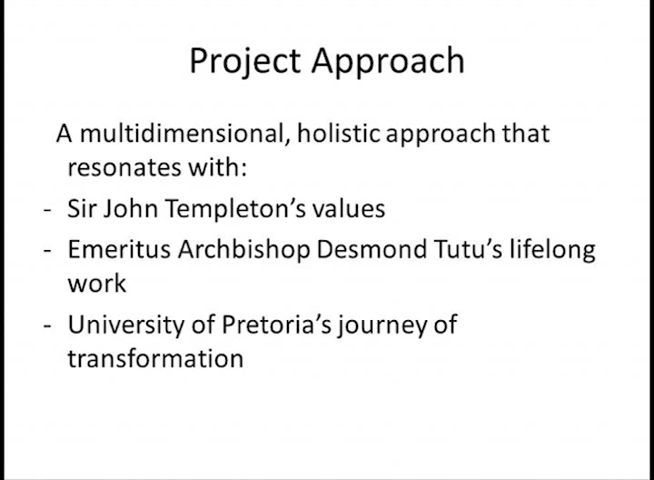 Project Approach
A multidimensional, holistic approach that
resonates with:
- Sir John Templeton's values
- Emeritus Archbishop Desmond Tutu's lifelong
work
- University of Pretoria's journey of
transformation